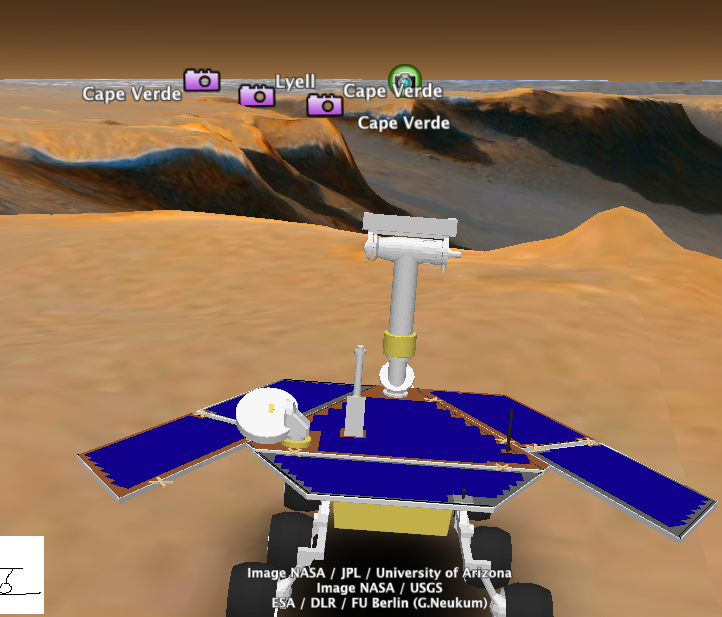 Lyell
Cape Verde
Cape Verde
Cape Verde
Image NASA / JPL / University of Arizona
Image NASA / USGS
ESA / DLR / FU Berlin (G.Neukum)